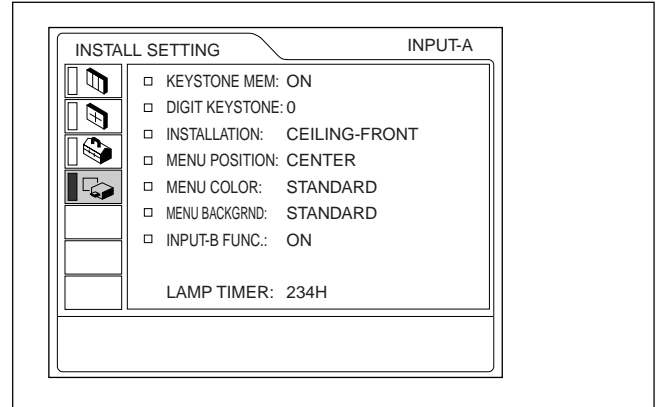 INSTALL SETTING INPUT-A
KEYSTONE MEM: ON
DIGIT KEYSTONE: 0
INSTALLATION: CEILING-FRONT
MENU POSITION: CENTER
MENU COLOR: STANDARD
MENU BACKGRND: STANDARD
INPUT-B FUNC.: ON
LAMP TIMER: 234H